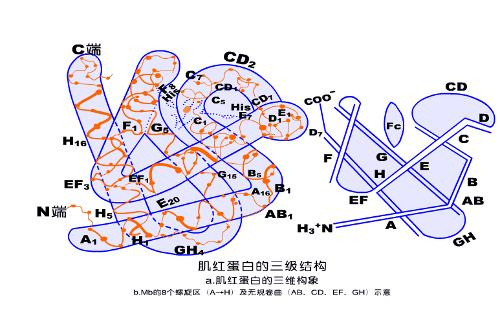 C端
CD₂
C₇
CD₁
C₅
His
E₇
CD₁
D₁
E₁
C₁
F₁
G₅
H₁₆
EF₃
EF₁
G₁₅
B₅
A₁₆
B₁
N端
H₅
E₂₀
AB₁
A₁
H₁
GH₄
COO⁻
CD
Fc
D
D₇
C
F
G
E
H
B
EF
AB
H₃⁺N
A
GH
肌红蛋白的三级结构
a.肌红蛋白的三维构象
b.Mb的8个螺旋区(A→H)及无规卷曲(AB、CD、EF、GH)示意